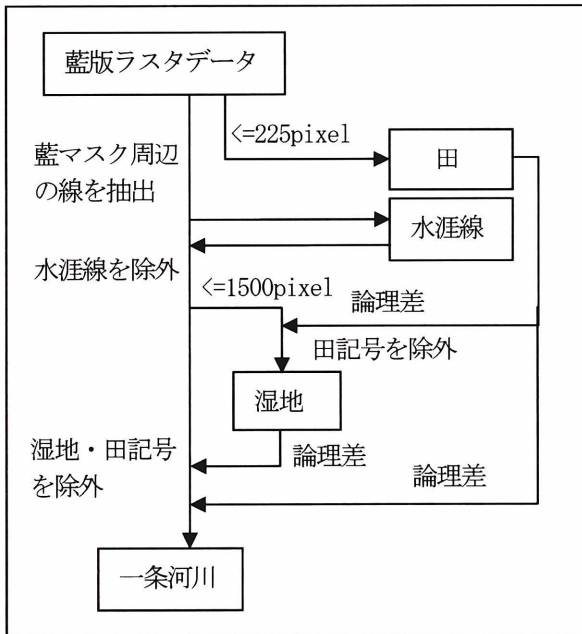 藍版ラスタデータ
<=225pixel
田
藍マスク周辺
の線を抽出
水涯線
水涯線を除外
<=1500pixel
論理差
田記号を除外
湿地
湿地・田記号
を除外
論理差
論理差
一条河川